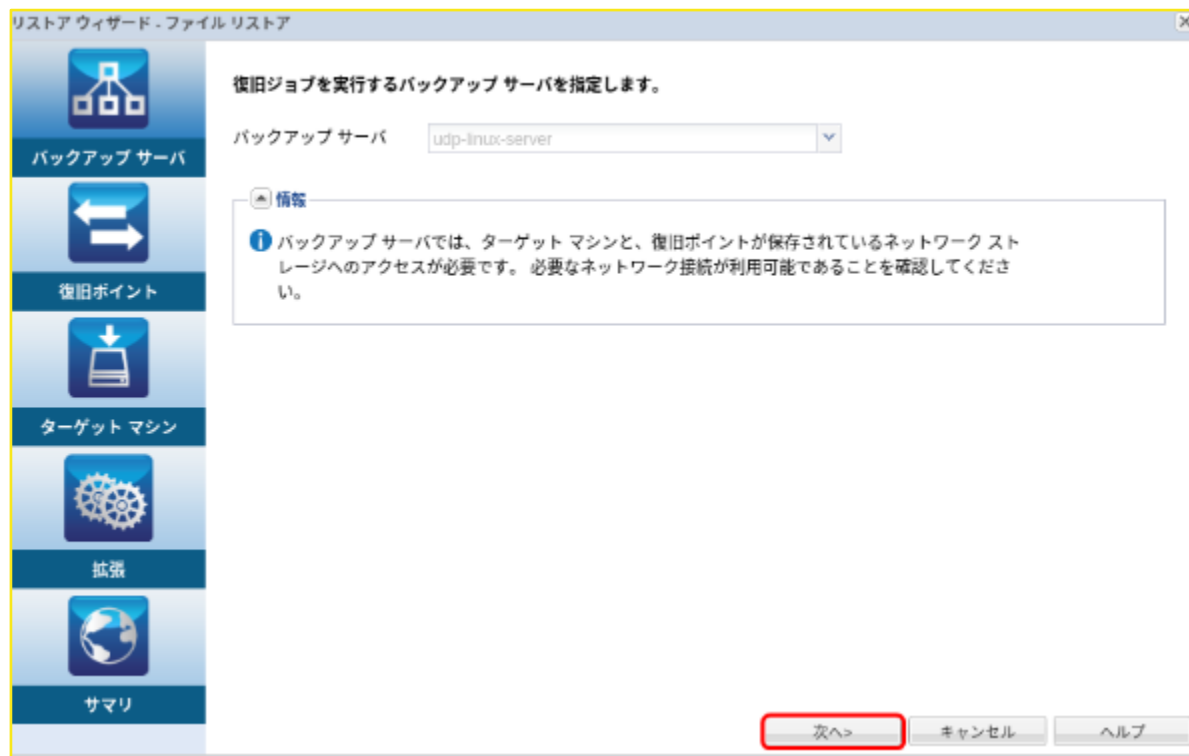 リストア ウィザード - ファイル リストア
バックアップ サーバ
復旧ポイント
ターゲット マシン
拡張
サマリ
復旧ジョブを実行するバックアップ サーバを指定します。
バックアップ サーバ udp-linux-server
情報
バックアップ サーバでは、ターゲット マシンと、復旧ポイントが保存されているネットワーク スト
レージへのアクセスが必要です。 必要なネットワーク接続が利用可能であることを確認してくださ
い。
次へ> キャンセル ヘルプ